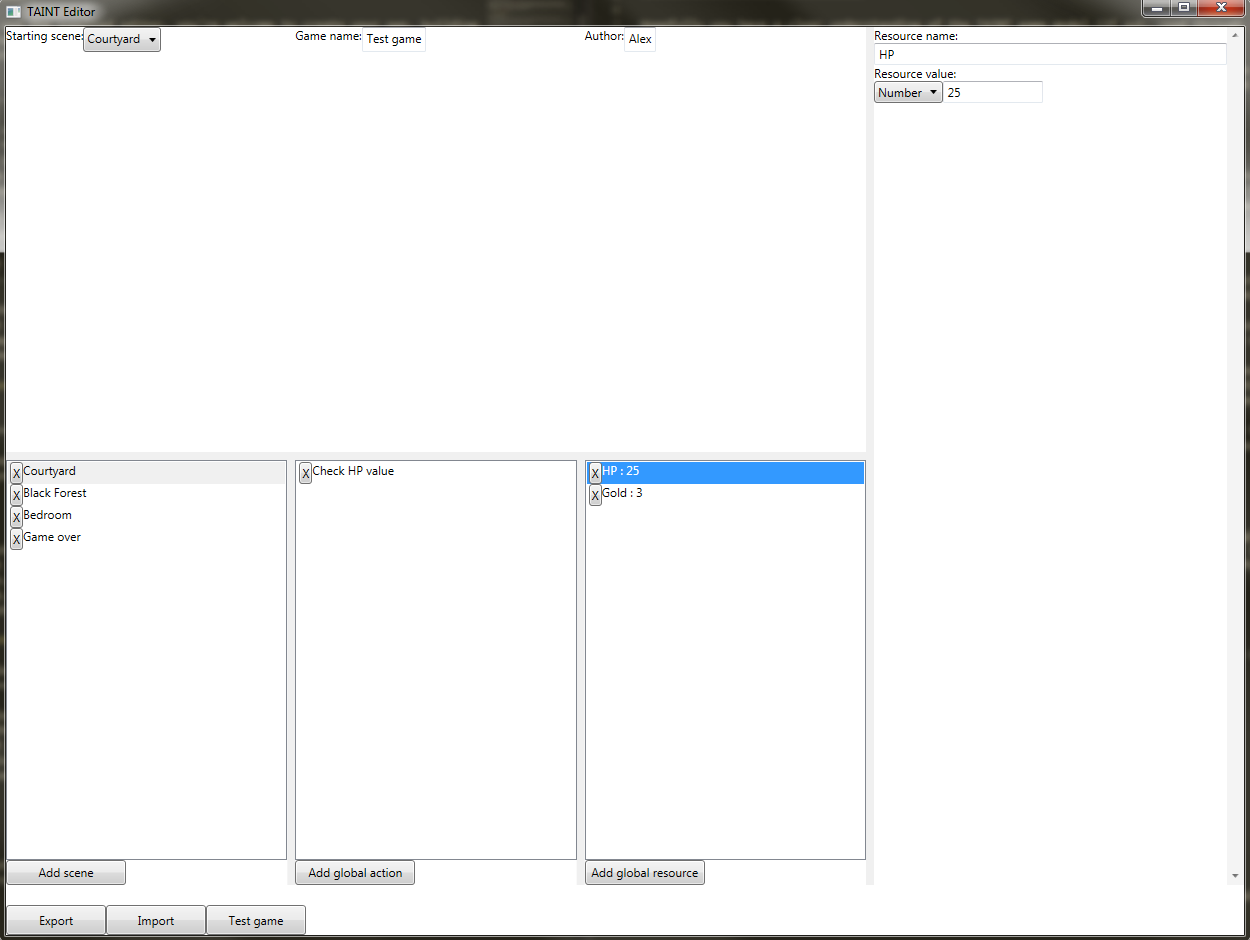 TAINT Editor
Starting scene: Courtyard
Game name: Test game
Author: Alex
Resource name:
HP
Resource value:
Number 25
X Courtyard
X Black Forest
X Bedroom
X Game over
X Check HP value
X HP : 25
X Gold : 3
Add scene
Add global action
Add global resource
Export
Import
Test game